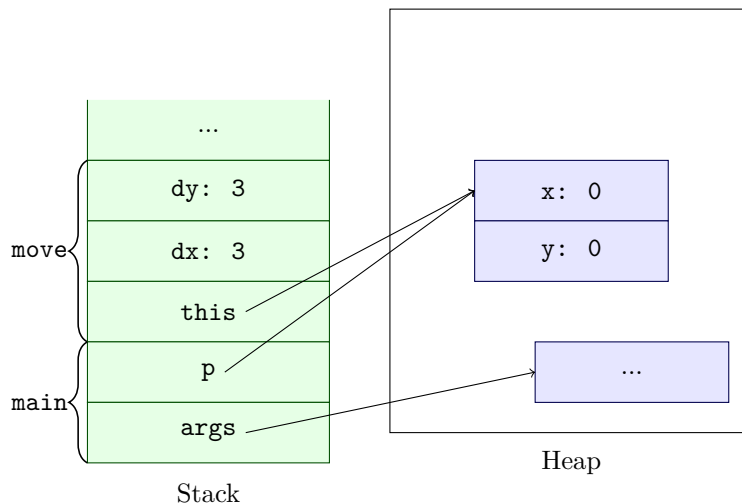 ...
dy: 3
dx: 3
this
p
args
move
main
Stack
x: 0
y: 0
...
Heap